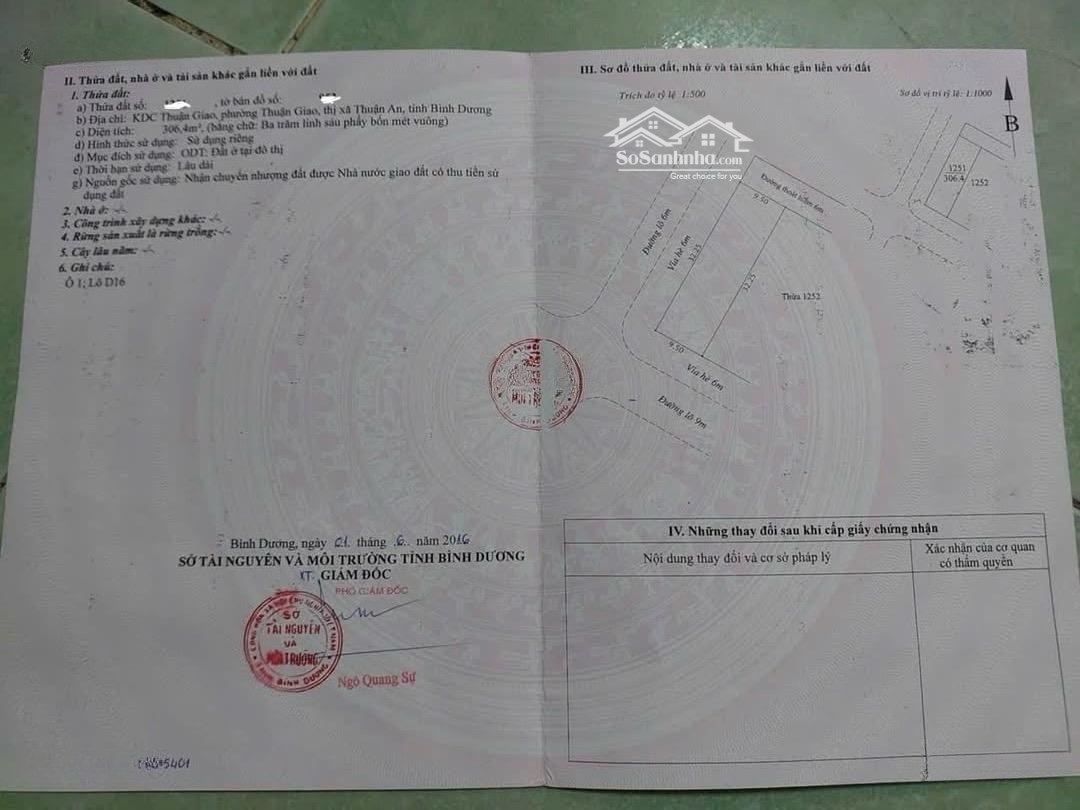 II. Thửa đất, nhà ở và tài sản khác gắn liền với đất
1. Thửa đất:
a) Thửa đất số: , tờ bản đồ số:
b) Địa chỉ: KDC Thuận Giao, phường Thuận Giao, thị xã Thuận An, tỉnh Bình Dương
c) Diện tích: 306,4m², (bằng chữ: Ba trăm linh sáu phẩy bốn mét vuông)
d) Hình thức sử dụng: Sử dụng riêng
đ) Mục đích sử dụng: ODT: Đất ở tại đô thị
e) Thời hạn sử dụng: Lâu dài
g) Nguồn gốc sử dụng: Nhận chuyển nhượng đất được Nhà nước giao đất có thu tiền sử
dụng đất
2. Nhà ở: -/-
3. Công trình xây dựng khác: -/-
4. Rừng sản xuất là rừng trồng: -/-
5. Cây lâu năm: -/-
6. Ghi chú:
Ô 1; Lô D16
Bình Dương, ngày 01 tháng 6 năm 2016
SỞ TÀI NGUYÊN VÀ MÔI TRƯỜNG TỈNH BÌNH DƯƠNG
KT. GIÁM ĐỐC
PHÓ GIÁM ĐỐC
SỞ
TÀI NGUYÊN
VÀ
MÔI TRƯỜNG
BÌNH DƯƠNG
Ngô Quang Sự
III. Sơ đồ thửa đất, nhà ở và tài sản khác gắn liền với đất
Trích đo tỷ lệ 1:500
Sơ đồ vị trí tỷ lệ: 1:1000
B
SoSanhnha.com
Great choice for you
1251
306.4
1252
Đường thoát hiểm 6m
9.50
Đường lô 6m
Vỉa hè 6m
32.25
32.25
Thửa 1252
9.50
Vỉa hè 6m
Đường lô 9m
IV. Những thay đổi sau khi cấp giấy chứng nhận
Nội dung thay đổi và cơ sở pháp lý
Xác nhận của cơ quan
có thẩm quyền